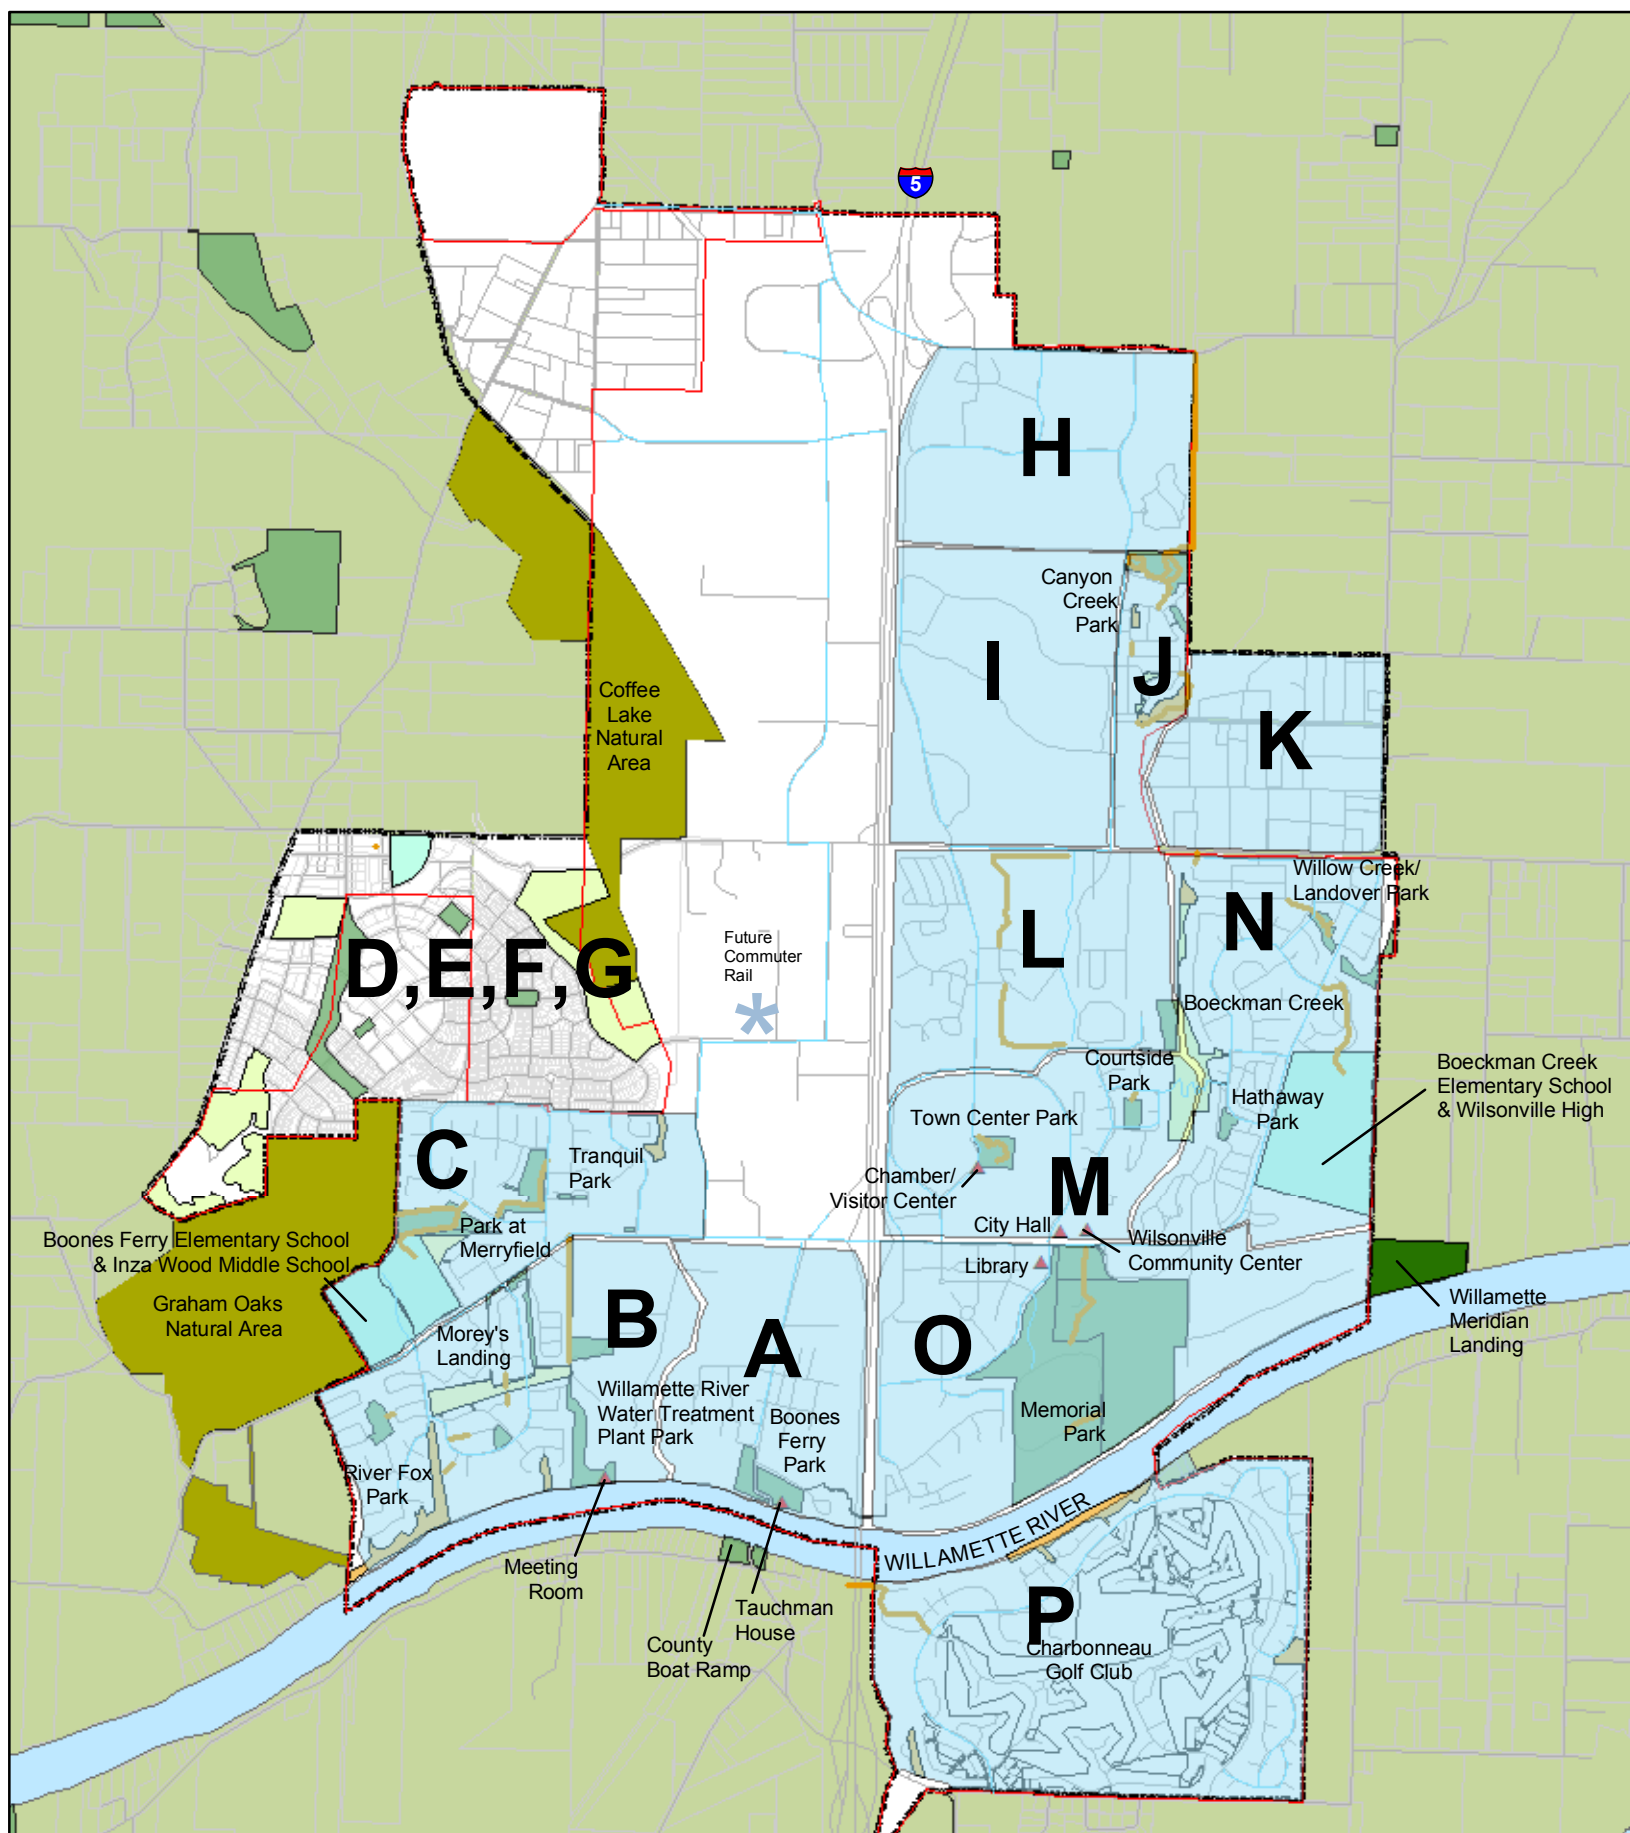 5
H
Canyon
Creek
Park
I
J
K
Coffee
Lake
Natural
Area
Willow Creek/
Landover Park
N
L
D,E,F,G
Future
Commuter
Rail
*
Boeckman Creek
Courtside
Park
Boeckman Creek
Elementary School
& Wilsonville High
Hathaway
Park
Town Center Park
C
Tranquil
Park
Chamber/
Visitor Center
M
Park at
Merryfield
City Hall
Wilsonville
Community Center
Boones Ferry Elementary School
& Inza Wood Middle School
Library
Graham Oaks
Natural Area
Morey's
Landing
B
A
O
Willamette
Meridian
Landing
Willamette River
Water Treatment
Plant Park
Boones
Ferry
Park
Memorial
Park
River Fox
Park
WILLAMETTE RIVER
Meeting
Room
Tauchman
House
County
Boat Ramp
P
Charbonneau
Golf Club